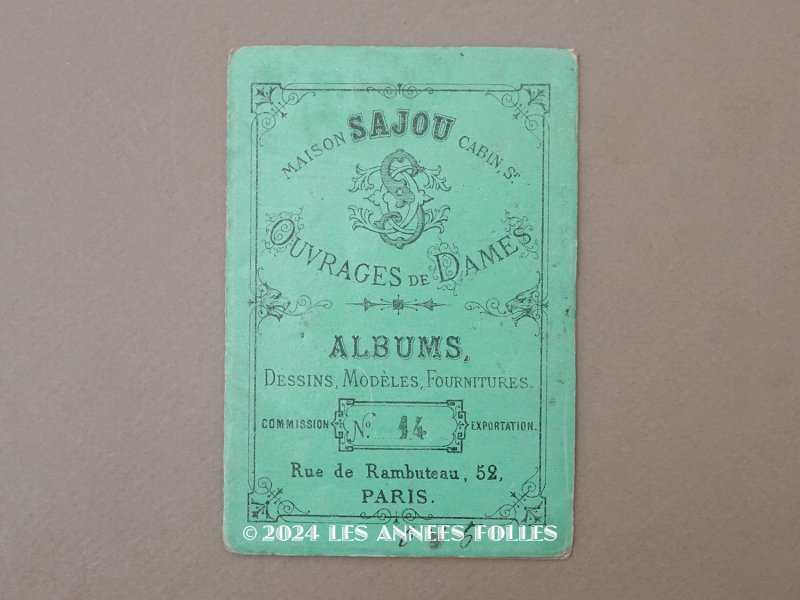 MAISON SAJOU CABIN, Sr
OUVRAGES DE DAMES
ALBUMS,
DESSINS, MODÈLES, FOURNITURES.
COMMISSION No. 14 EXPORTATION.
Rue de Rambuteau, 52,
PARIS.
© 2024 LES ANNEES FOLLES